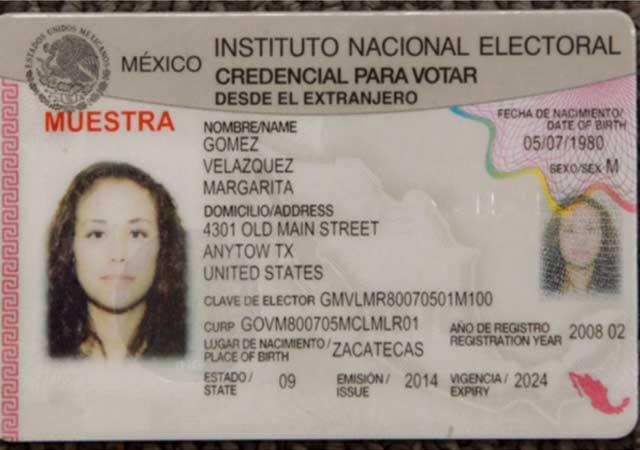 ESTADOS UNIDOS MEXICANOS
MÉXICO
INSTITUTO NACIONAL ELECTORAL
CREDENCIAL PARA VOTAR
DESDE EL EXTRANJERO
MUESTRA
NOMBRE/NAME
GOMEZ
VELAZQUEZ
MARGARITA
FECHA DE NACIMIENTO/
DATE OF BIRTH
05/07/1980
SEXO/SEX M
DOMICILIO/ADDRESS
4301 OLD MAIN STREET
ANYTOW TX
UNITED STATES
CLAVE DE ELECTOR GMVLMR80070501M100
CURP GOVM800705MCLMLR01
AÑO DE REGISTRO
REGISTRATION YEAR 2008 02
LUGAR DE NACIMIENTO/
PLACE OF BIRTH ZACATECAS
ESTADO/
STATE 09
EMISIÓN/
ISSUE 2014
VIGENCIA/
EXPIRY 2024